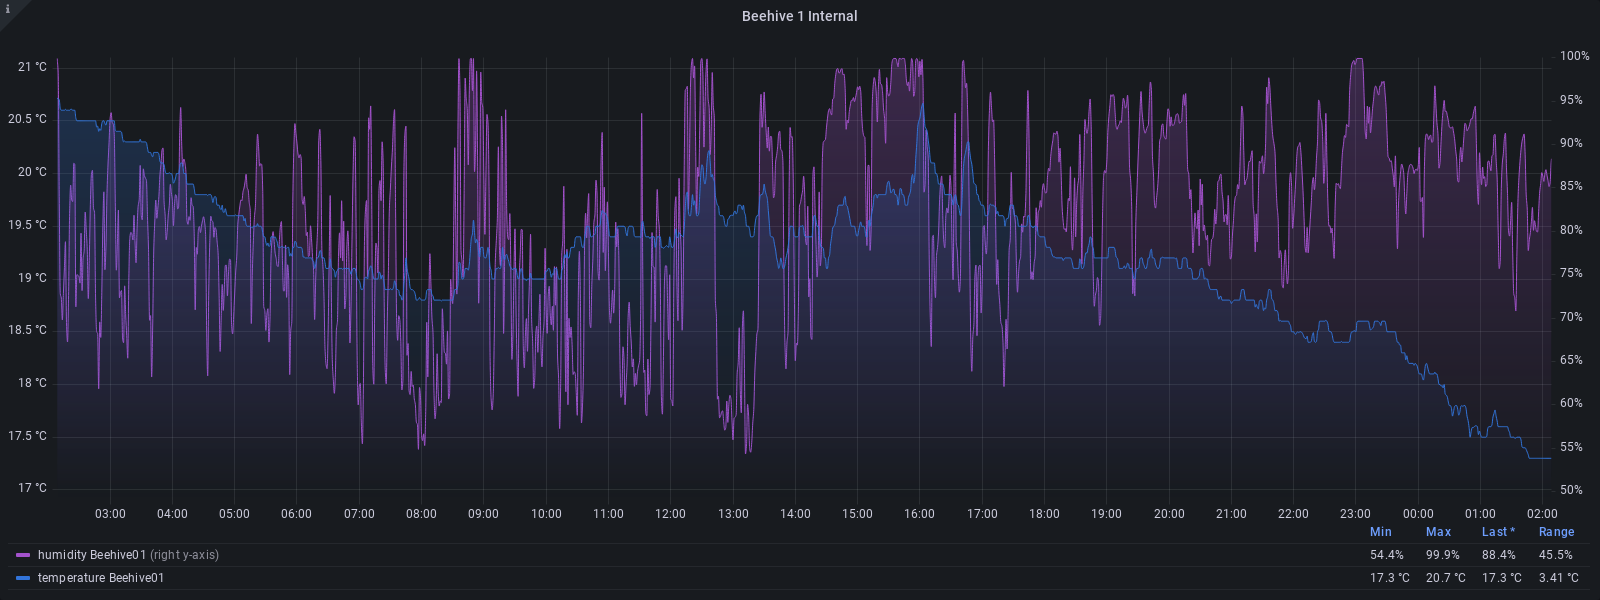 i
Beehive 1 Internal
21 °C
20.5 °C
20 °C
19.5 °C
19 °C
18.5 °C
18 °C
17.5 °C
17 °C
100%
95%
90%
85%
80%
75%
70%
65%
60%
55%
50%
03:00 04:00 05:00 06:00 07:00 08:00 09:00 10:00 11:00 12:00 13:00 14:00 15:00 16:00 17:00 18:00 19:00 20:00 21:00 22:00 23:00 00:00 01:00 02:00
Min Max Last * Range
humidity Beehive01 (right y-axis) 54.4% 99.9% 88.4% 45.5%
temperature Beehive01 17.3 °C 20.7 °C 17.3 °C 3.41 °C